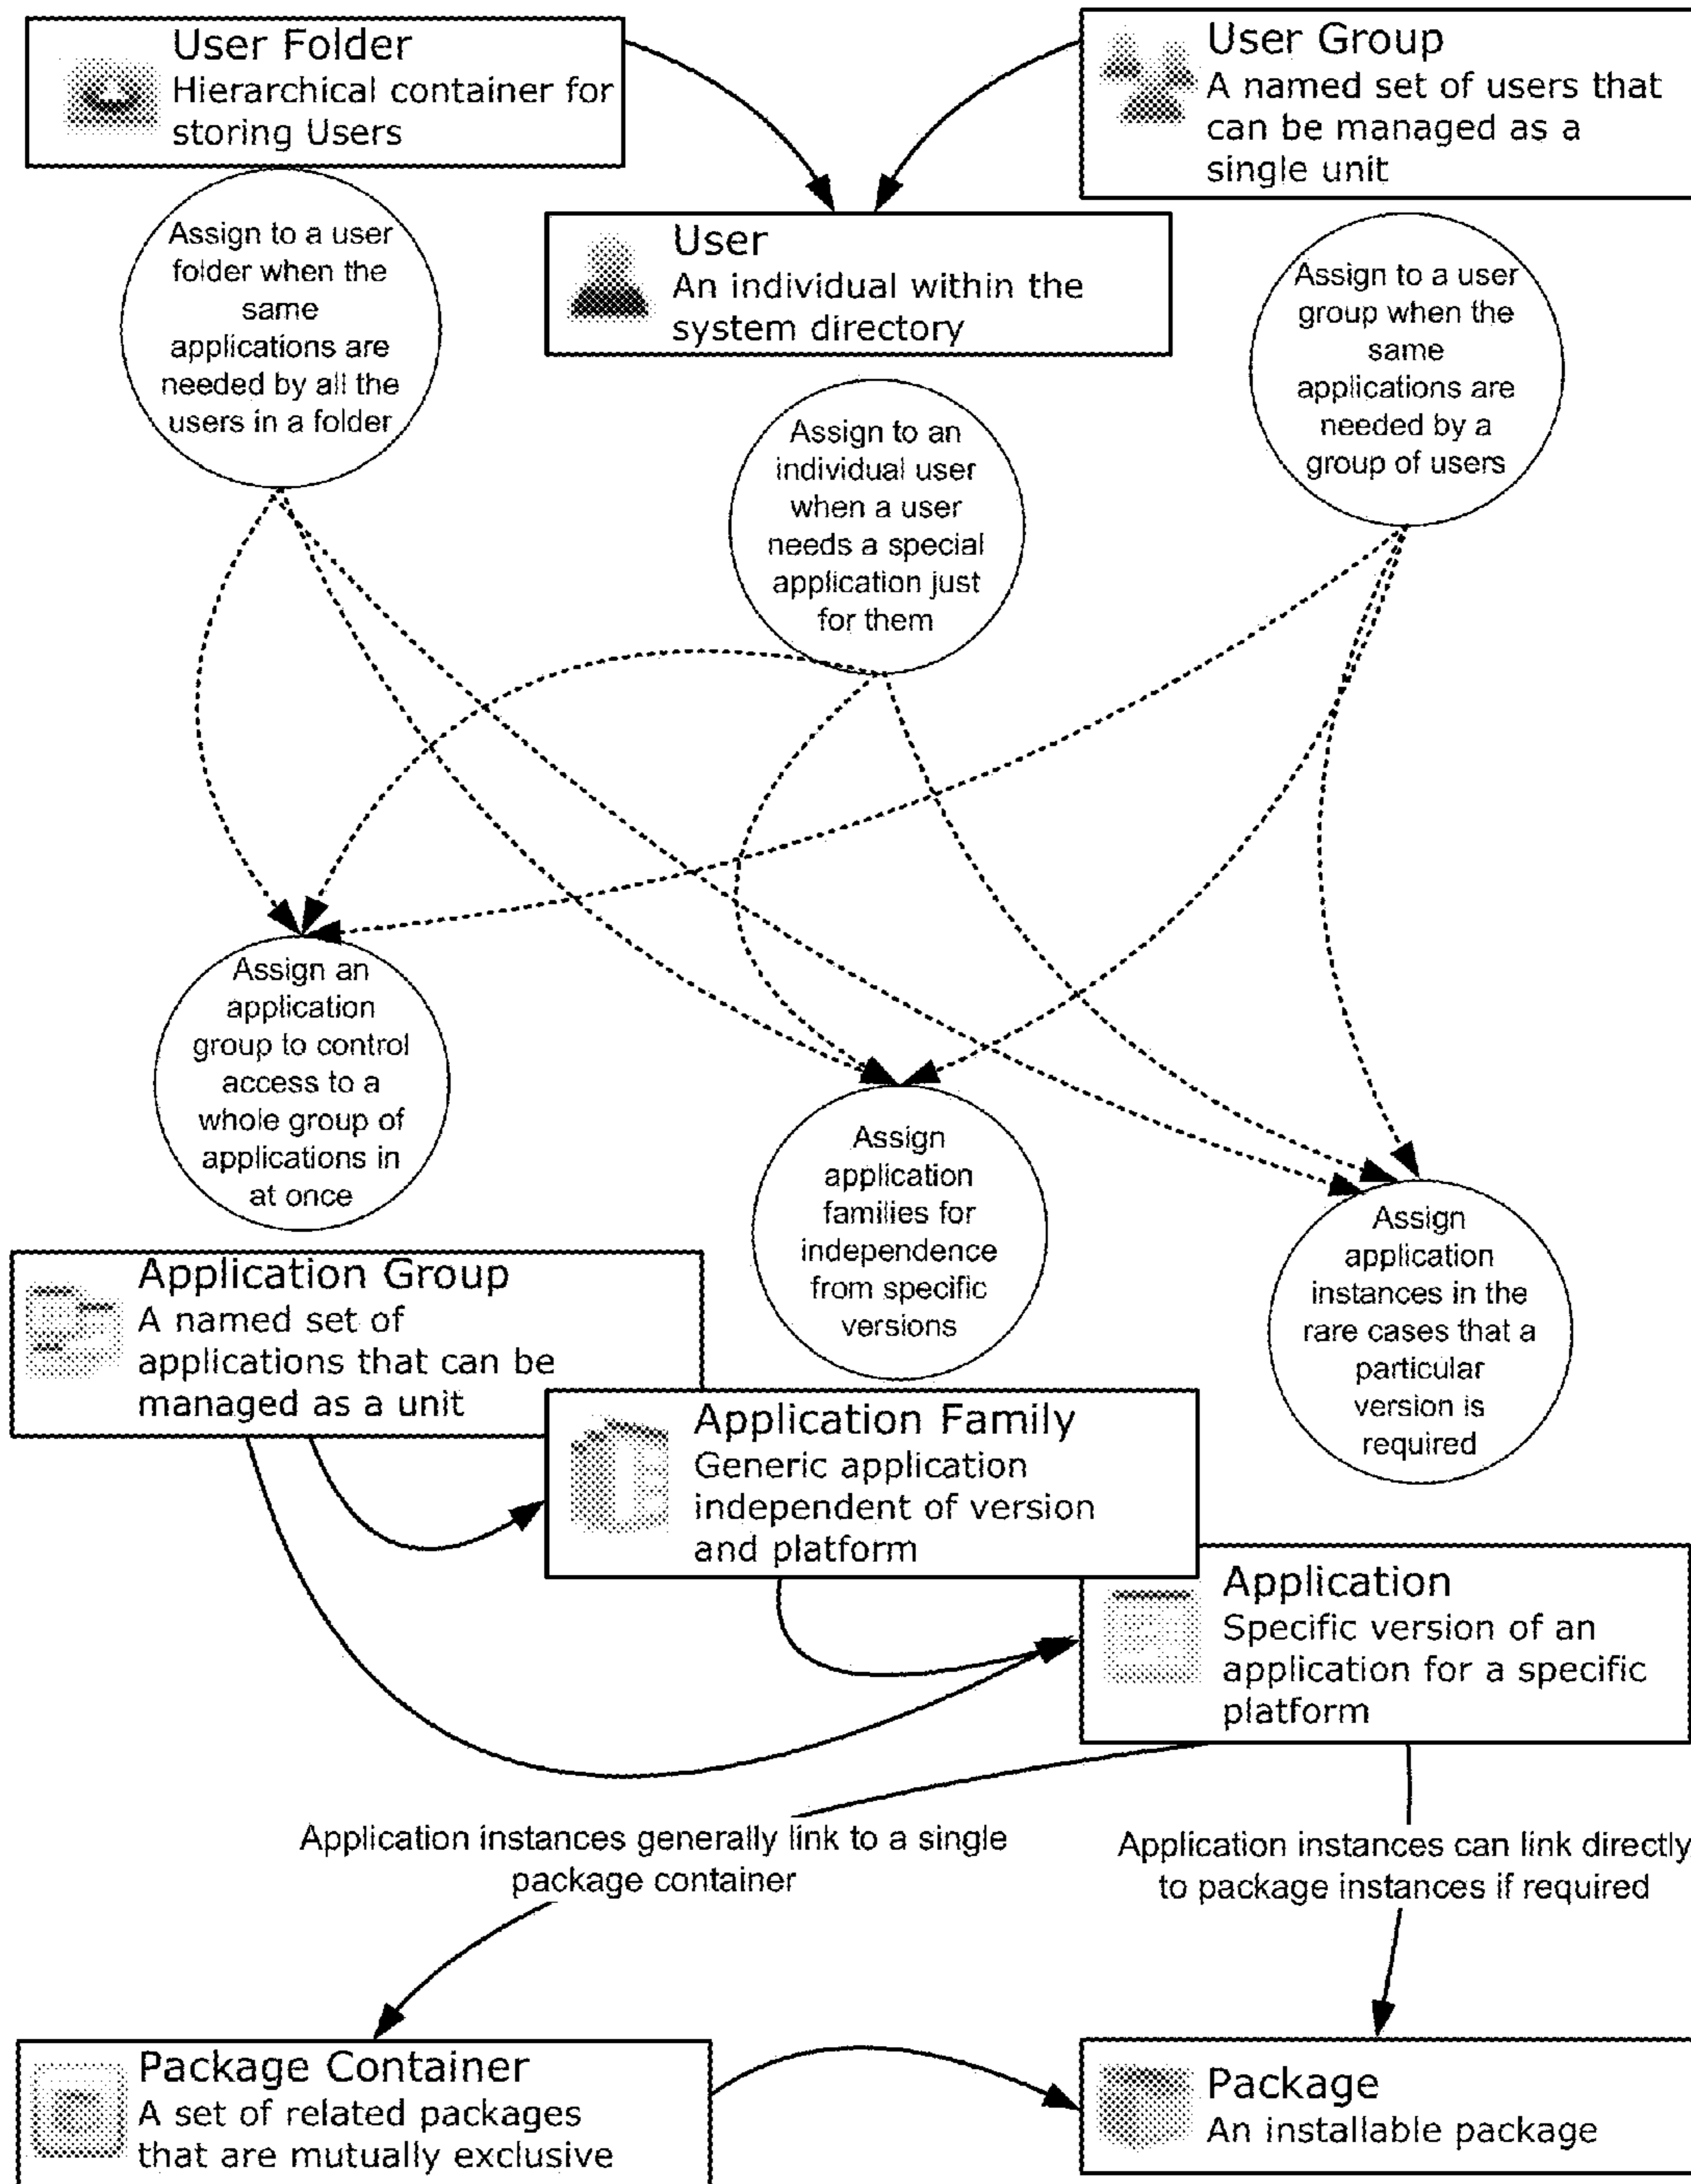 User Folder
Hierarchical container for
storing Users
User Group
A named set of users that
can be managed as a
single unit
User
An individual within the
system directory
Assign to a user
folder when the
same
applications are
needed by all the
users in a folder
Assign to an
individual user
when a user
needs a special
application just
for them
Assign to a user
group when the
same
applications are
needed by a
group of users
Assign an
application
group to control
access to a
whole group of
applications in
at once
Assign
application
families for
independence
from specific
versions
Assign
application
instances in the
rare cases that a
particular
version is
required
Application Group
A named set of
applications that can be
managed as a unit
Application Family
Generic application
independent of version
and platform
Application
Specific version of an
application for a specific
platform
Application instances generally link to a single
package container
Application instances can link directly
to package instances if required
Package Container
A set of related packages
that are mutually exclusive
Package
An installable package